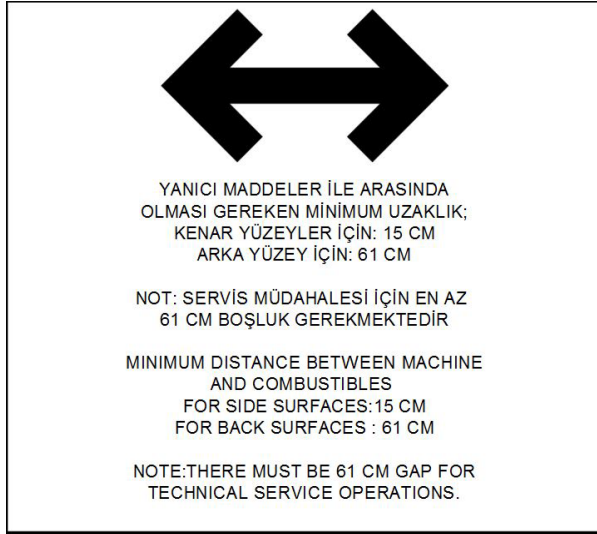 YANICI MADDELER İLE ARASINDA
OLMASI GEREKEN MİNİMUM UZAKLIK;
KENAR YÜZEYLER İÇİN: 15 CM
ARKA YÜZEY İÇİN: 61 CM
NOT: SERVİS MÜDAHALESİ İÇİN EN AZ
61 CM BOŞLUK GEREKMEKTEDİR
MINIMUM DISTANCE BETWEEN MACHINE
AND COMBUSTIBLES
FOR SIDE SURFACES:15 CM
FOR BACK SURFACES : 61 CM
NOTE:THERE MUST BE 61 CM GAP FOR
TECHNICAL SERVICE OPERATIONS.